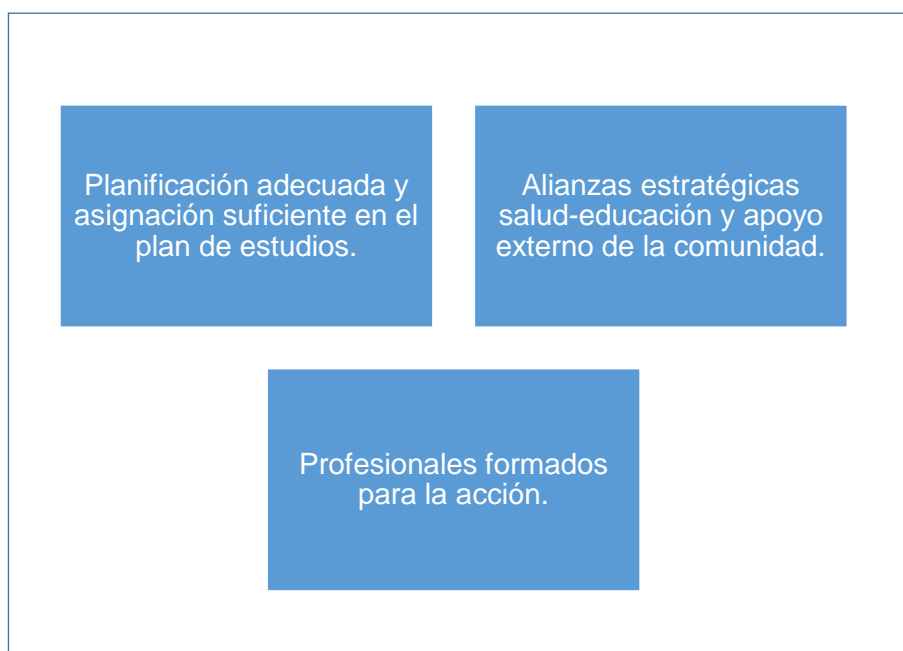 Planificación adecuada y
asignación suficiente en el
plan de estudios.
Alianzas estratégicas
salud-educación y apoyo
externo de la comunidad.
Profesionales formados
para la acción.